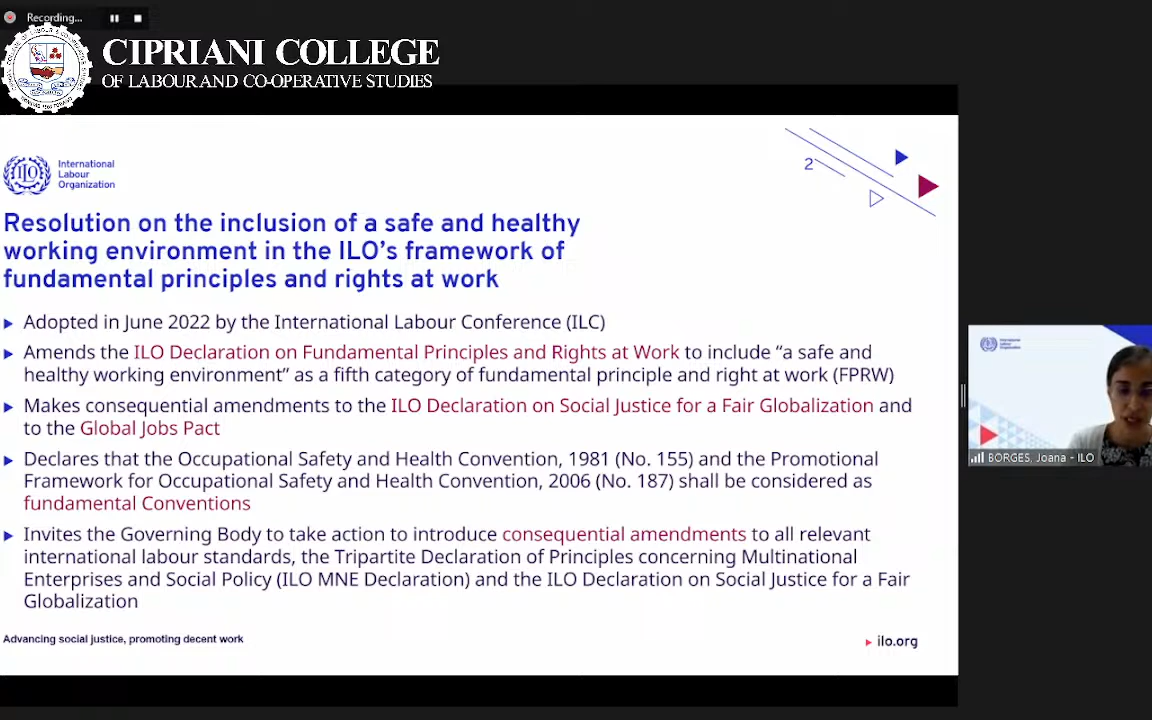 Recording...
CIPRIANI COLLEGE
OF LABOUR AND CO-OPERATIVE STUDIES
International
Labour
Organization
2
Resolution on the inclusion of a safe and healthy
working environment in the ILO's framework of
fundamental principles and rights at work
Adopted in June 2022 by the International Labour Conference (ILC)
Amends the ILO Declaration on Fundamental Principles and Rights at Work to include “a safe and
healthy working environment” as a fifth category of fundamental principle and right at work (FPRW)
Makes consequential amendments to the ILO Declaration on Social Justice for a Fair Globalization and
to the Global Jobs Pact
Declares that the Occupational Safety and Health Convention, 1981 (No. 155) and the Promotional
Framework for Occupational Safety and Health Convention, 2006 (No. 187) shall be considered as
fundamental Conventions
Invites the Governing Body to take action to introduce consequential amendments to all relevant
international labour standards, the Tripartite Declaration of Principles concerning Multinational
Enterprises and Social Policy (ILO MNE Declaration) and the ILO Declaration on Social Justice for a Fair
Globalization
Advancing social justice, promoting decent work
ilo.org
BORGES, Joana - ILO